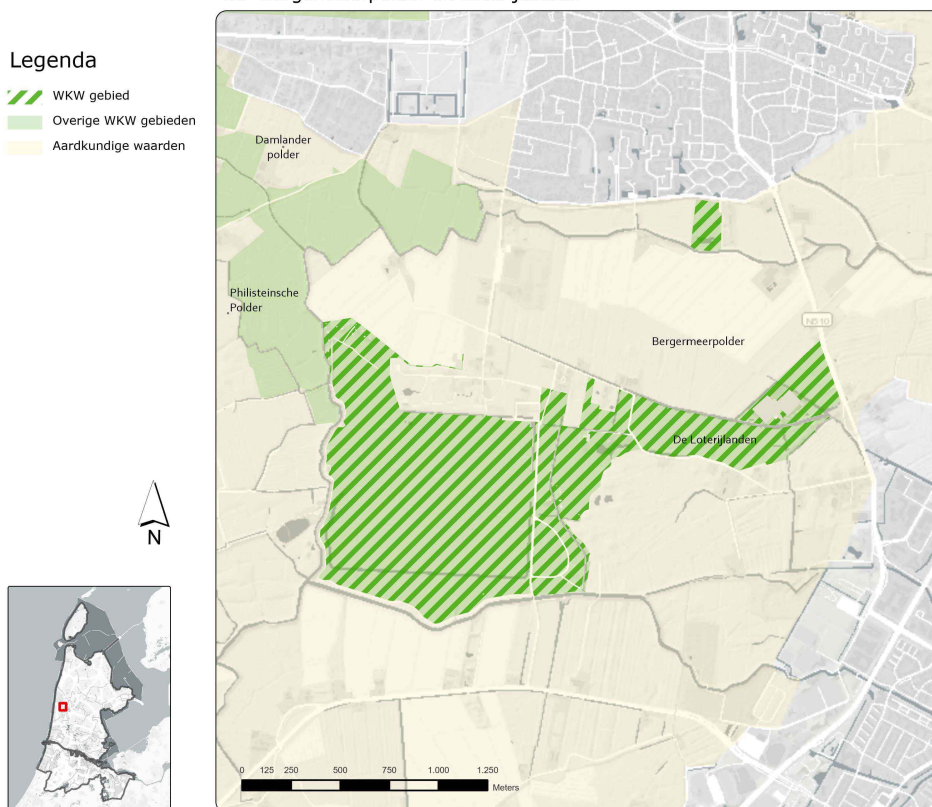 Legenda
WKW gebied
Overige WKW gebieden
Aardkundige waarden
Damlander
polder
Philisteinsche
Polder
N510
Bergermeerpolder
De Loterijlanden
N
0 125 250 500 750 1.000 1.250
Meters